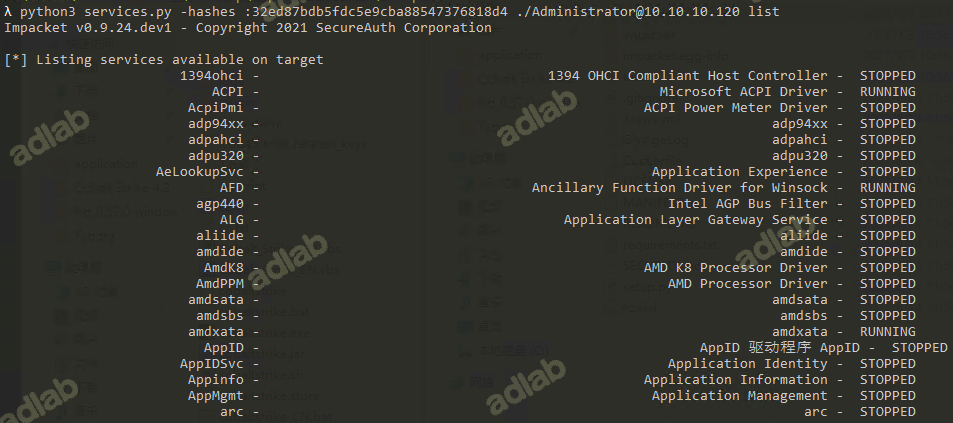 λ python3 services.py -hashes :32ed87bdb5fdc5e9cba88547376818d4 ./Administrator@10.10.10.120 list
Impacket v0.9.24.dev1 - Copyright 2021 SecureAuth Corporation
[*] Listing services available on target
1394ohci - 1394 OHCI Compliant Host Controller - STOPPED
ACPI - Microsoft ACPI Driver - RUNNING
AcpiPmi - ACPI Power Meter Driver - STOPPED
adp94xx - adp94xx - STOPPED
adpahci - adpahci - STOPPED
adpu320 - adpu320 - STOPPED
AeLookupSvc - Application Experience - STOPPED
AFD - Ancillary Function Driver for Winsock - RUNNING
agp440 - Intel AGP Bus Filter - STOPPED
ALG - Application Layer Gateway Service - STOPPED
aliide - aliide - STOPPED
amdide - amdide - STOPPED
AmdK8 - AMD K8 Processor Driver - STOPPED
AmdPPM - AMD Processor Driver - STOPPED
amdsata - amdsata - STOPPED
amdsbs - amdsbs - STOPPED
amdxata - amdxata - RUNNING
AppID - AppID 驱动程序 AppID - STOPPED
AppIDSvc - Application Identity - STOPPED
Appinfo - Application Information - STOPPED
AppMgmt - Application Management - STOPPED
arc - arc - STOPPED
adlab
adlab
adlab
adlab
adlab
adlab